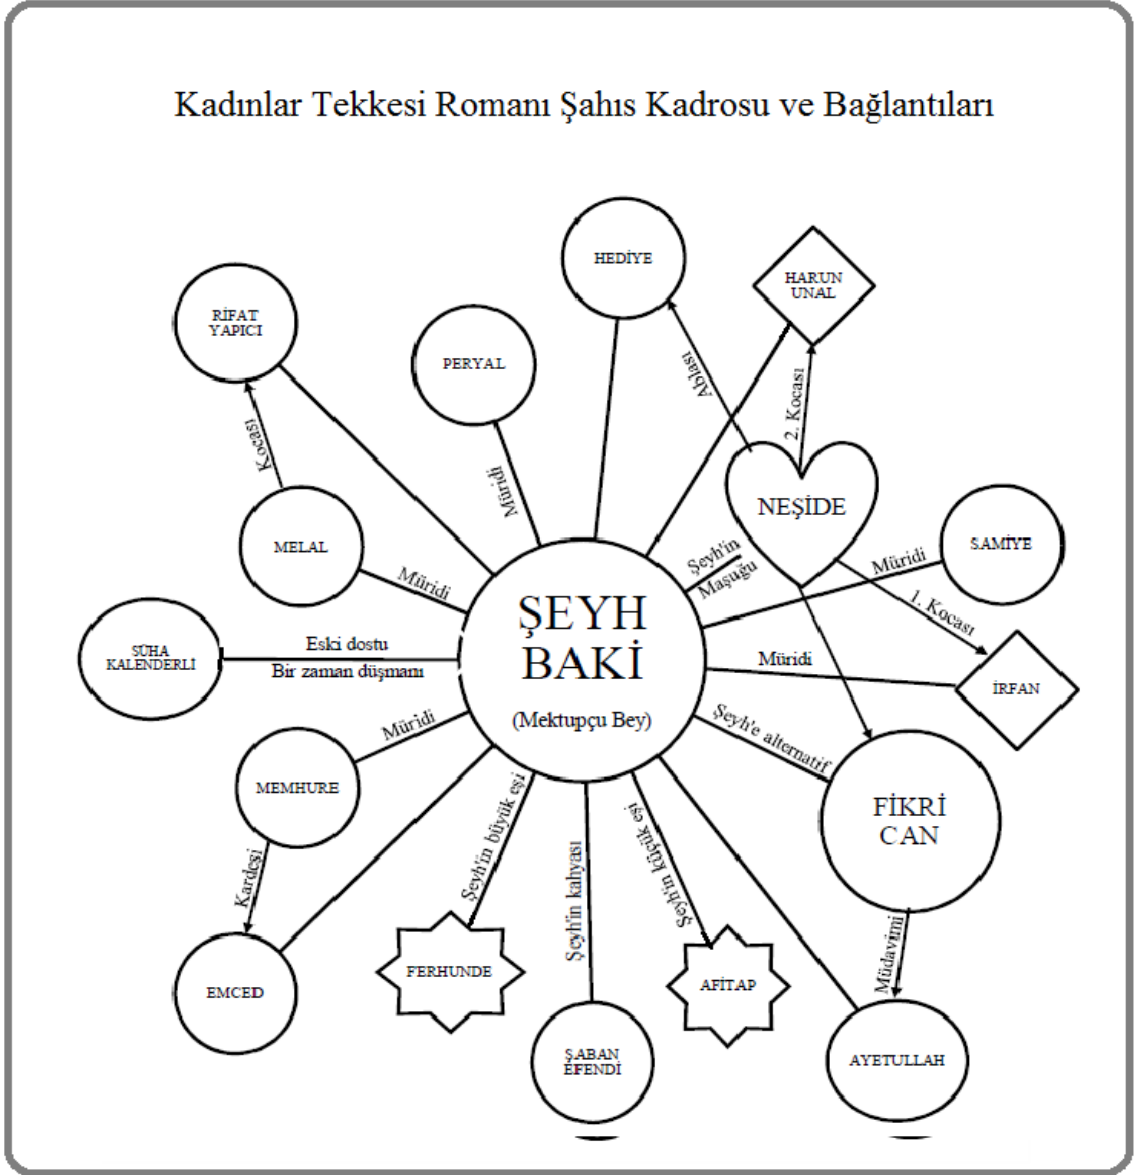 Kadınlar Tekkesi Romanı Şahıs Kadrosu ve Bağlantıları
HEDİYE
HARUN
UNAL
RİFAT
YAPICI
PERYAL
Ablası
2. Kocası
Kocası
Müridi
NEŞİDE
MELAL
Müridi
Şeyh'in
Maşuğu
Müridi
SAMİYE
1. Kocası
ŞEYH
BAKİ
(Mektupçu Bey)
SÜHA
KALENDERLİ
Eski dostu
Bir zaman düşmanı
Müridi
İRFAN
Müridi
Şeyh'e alternatif
MEMHURE
FİKRİ
CAN
Kardeşi
Şeyh'in büyük eşi
Şeyh'in kahyası
Şeyh'in küçük eşi
Müdavimi
EMCED
FERHUNDE
AFİTAP
ŞABAN
EFENDİ
AYETULLAH